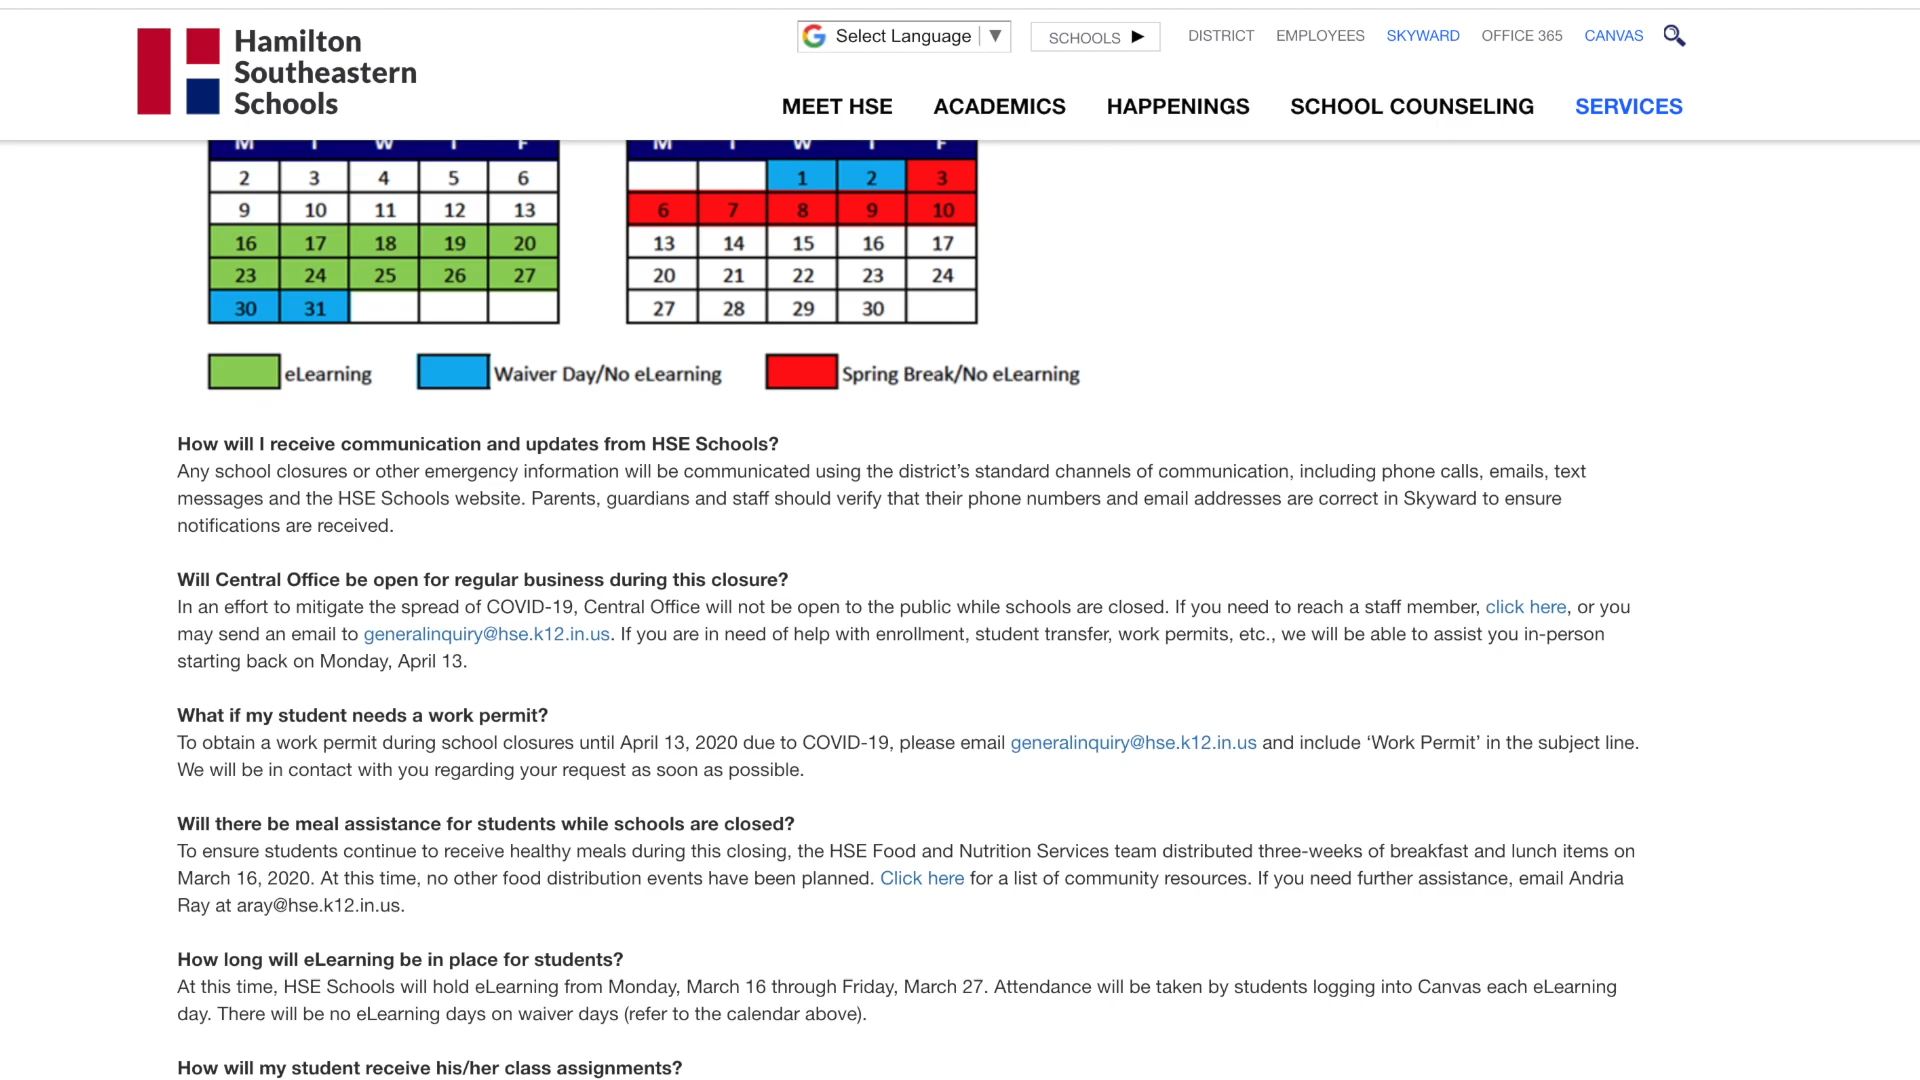 Select Language ▼
SCHOOLS ▶
DISTRICT
EMPLOYEES
SKYWARD
OFFICE 365
CANVAS
Hamilton
Southeastern
Schools
MEET HSE
ACADEMICS
HAPPENINGS
SCHOOL COUNSELING
SERVICES
M T W T F
2 3 4 5 6
9 10 11 12 13
16 17 18 19 20
23 24 25 26 27
30 31
M T W T F
1 2 3
6 7 8 9 10
13 14 15 16 17
20 21 22 23 24
27 28 29 30
eLearning
Waiver Day/No eLearning
Spring Break/No eLearning
How will I receive communication and updates from HSE Schools?
Any school closures or other emergency information will be communicated using the district’s standard channels of communication, including phone calls, emails, text
messages and the HSE Schools website. Parents, guardians and staff should verify that their phone numbers and email addresses are correct in Skyward to ensure
notifications are received.
Will Central Office be open for regular business during this closure?
In an effort to mitigate the spread of COVID-19, Central Office will not be open to the public while schools are closed. If you need to reach a staff member, click here, or you
may send an email to generalinquiry@hse.k12.in.us. If you are in need of help with enrollment, student transfer, work permits, etc., we will be able to assist you in-person
starting back on Monday, April 13.
What if my student needs a work permit?
To obtain a work permit during school closures until April 13, 2020 due to COVID-19, please email generalinquiry@hse.k12.in.us and include ‘Work Permit’ in the subject line.
We will be in contact with you regarding your request as soon as possible.
Will there be meal assistance for students while schools are closed?
To ensure students continue to receive healthy meals during this closing, the HSE Food and Nutrition Services team distributed three-weeks of breakfast and lunch items on
March 16, 2020. At this time, no other food distribution events have been planned. Click here for a list of community resources. If you need further assistance, email Andria
Ray at aray@hse.k12.in.us.
How long will eLearning be in place for students?
At this time, HSE Schools will hold eLearning from Monday, March 16 through Friday, March 27. Attendance will be taken by students logging into Canvas each eLearning
day. There will be no eLearning days on waiver days (refer to the calendar above).
How will my student receive his/her class assignments?